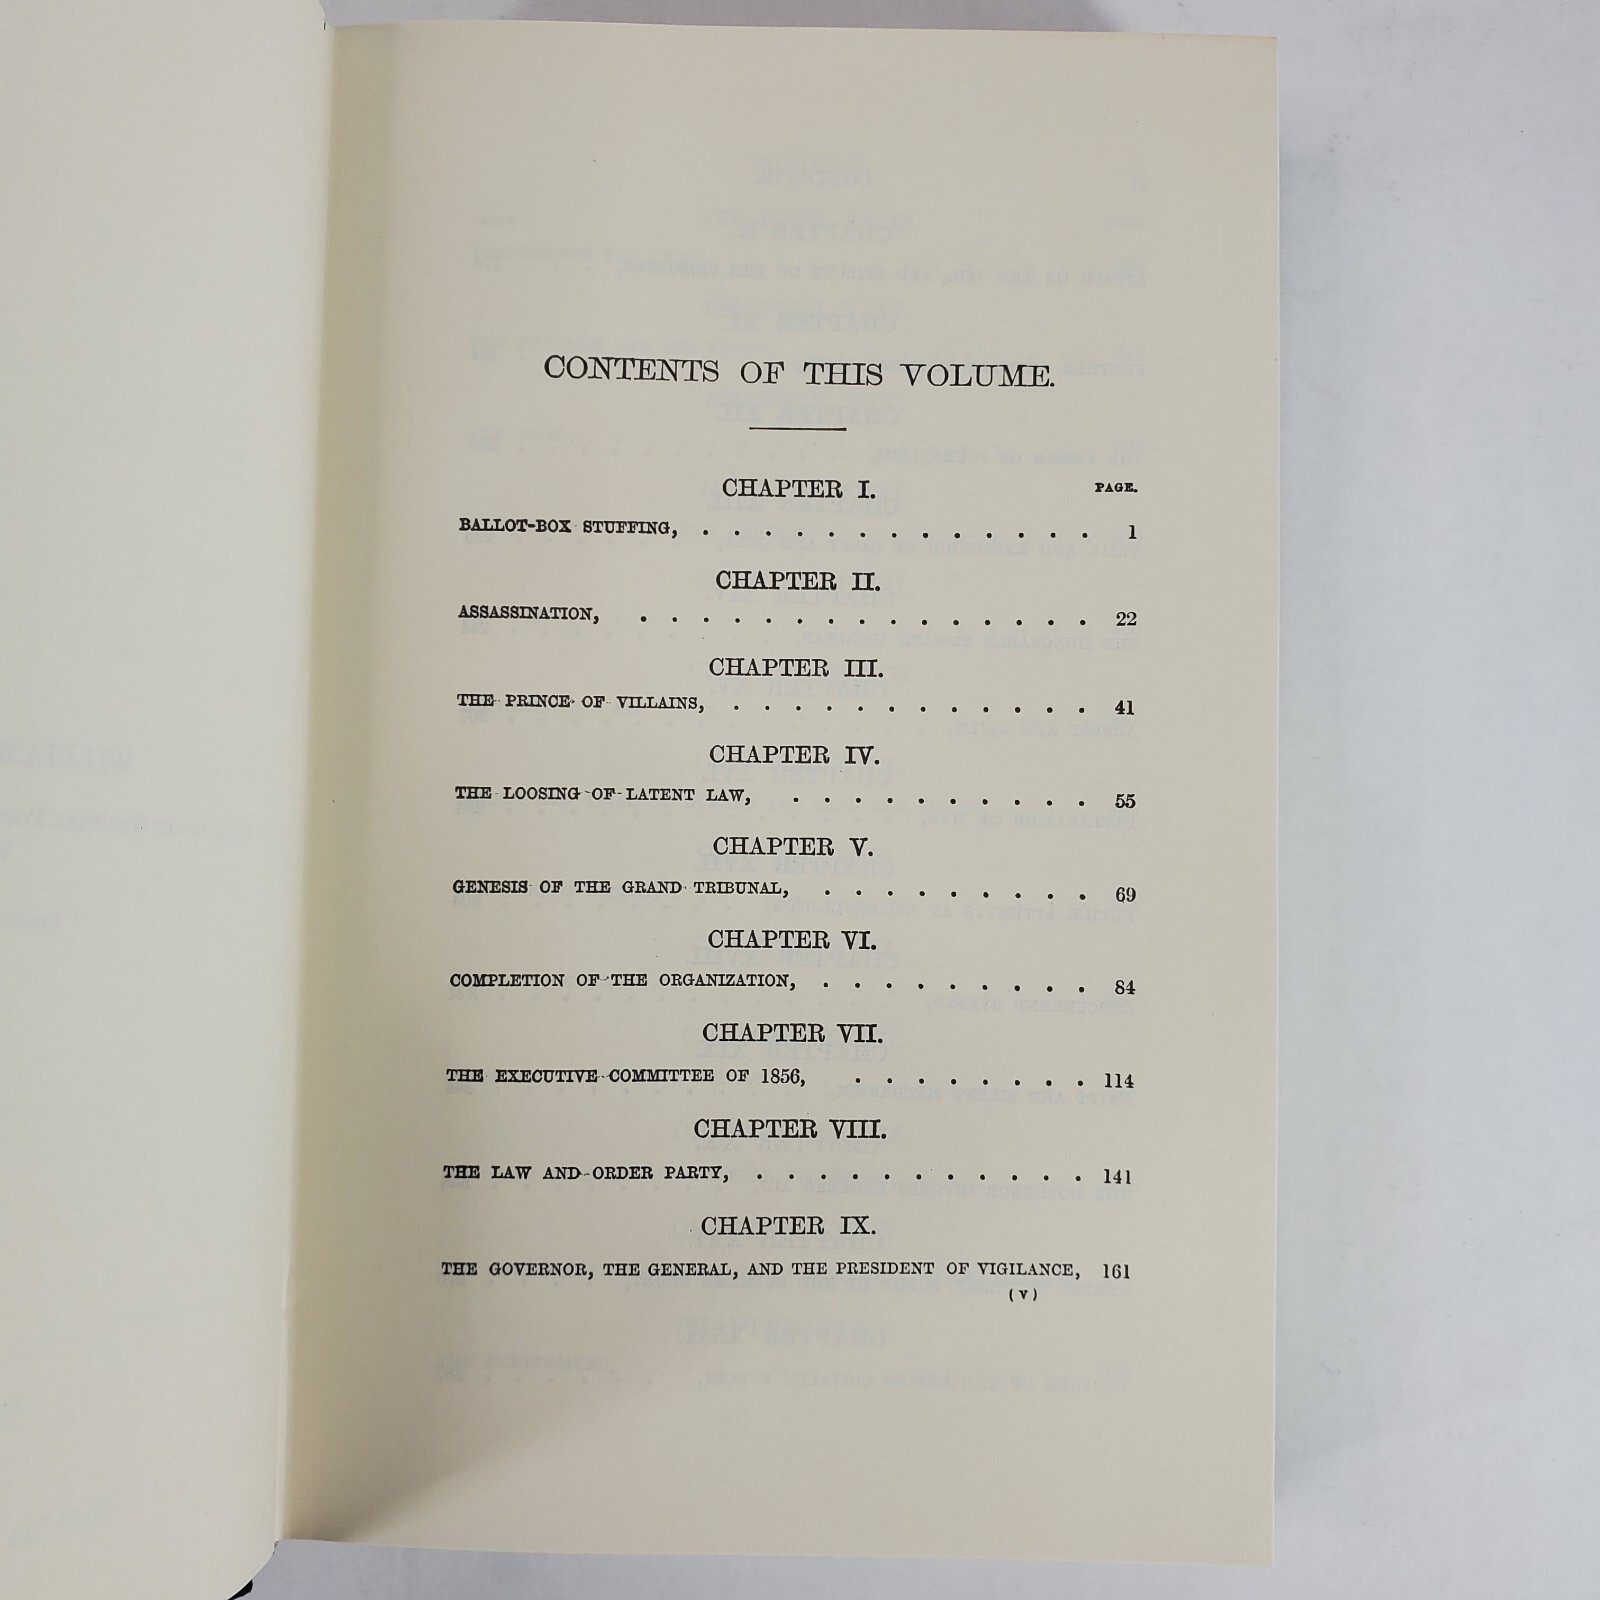 CONTENTS OF THIS VOLUME.
CHAPTER I. PAGE.
BALLOT-BOX STUFFING, . . . . . . . . . . . . . 1
CHAPTER II.
ASSASSINATION, . . . . . . . . . . . . . . . 22
CHAPTER III.
THE PRINCE OF VILLAINS, . . . . . . . . . . . . 41
CHAPTER IV.
THE LOOSING OF LATENT LAW, . . . . . . . . . . 55
CHAPTER V.
GENESIS OF THE GRAND TRIBUNAL, . . . . . . . . . 69
CHAPTER VI.
COMPLETION OF THE ORGANIZATION, . . . . . . . . . 84
CHAPTER VII.
THE EXECUTIVE COMMITTEE OF 1856, . . . . . . . . 114
CHAPTER VIII.
THE LAW AND ORDER PARTY, . . . . . . . . . . . 141
CHAPTER IX.
THE GOVERNOR, THE GENERAL, AND THE PRESIDENT OF VIGILANCE, 161
(v)